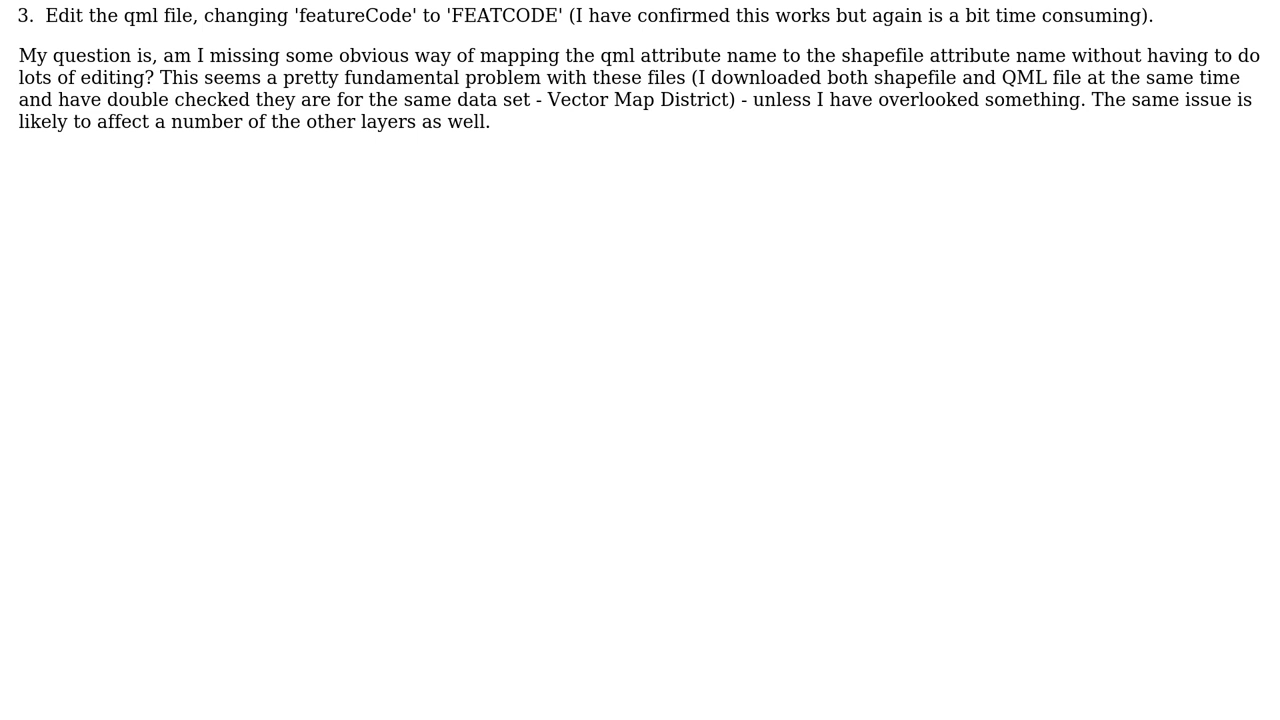 3. Edit the qml file, changing 'featureCode' to 'FEATCODE' (I have confirmed this works but again is a bit time consuming).
My question is, am I missing some obvious way of mapping the qml attribute name to the shapefile attribute name without having to do
lots of editing? This seems a pretty fundamental problem with these files (I downloaded both shapefile and QML file at the same time
and have double checked they are for the same data set - Vector Map District) - unless I have overlooked something. The same issue is
likely to affect a number of the other layers as well.